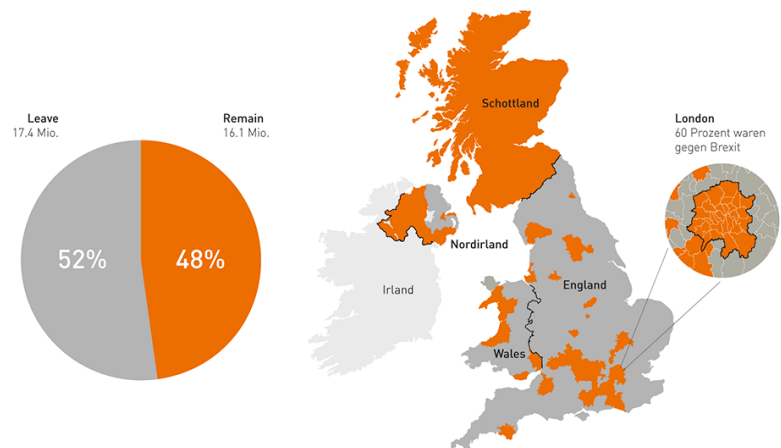 Leave
17.4 Mio.
Remain
16.1 Mio.
52%
48%
Schottland
Nordirland
Irland
England
Wales
London
60 Prozent waren
gegen Brexit